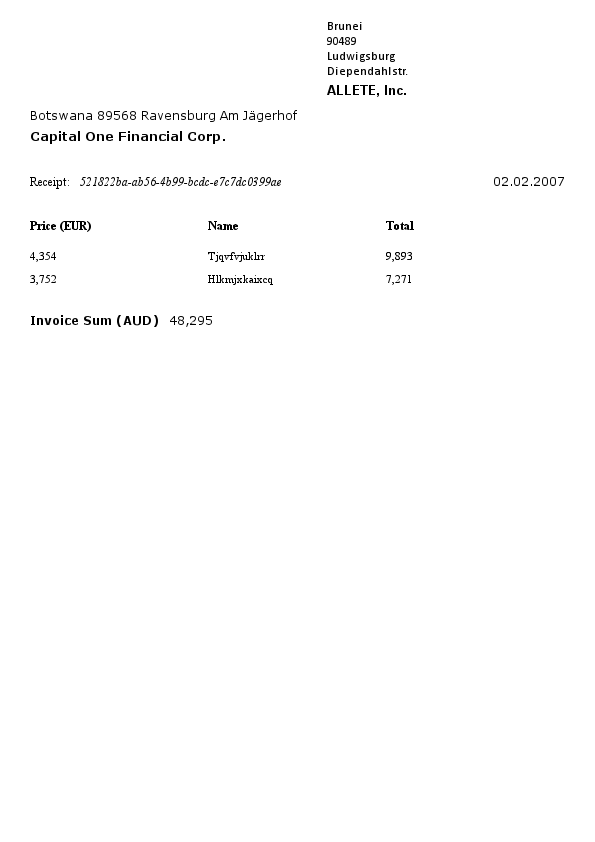 Brunei
90489
Ludwigsburg
Diependahlstr.
ALLETE, Inc.
Botswana 89568 Ravensburg Am Jägerhof
Capital One Financial Corp.
Receipt: 521822ba-ab56-4b99-bcdc-e7c7dc0399ae 02.02.2007
Price (EUR) Name Total
4,354 Tjqvfvjuklrr 9,893
3,752 Hlkmjxkaixcq 7,271
Invoice Sum (AUD) 48,295